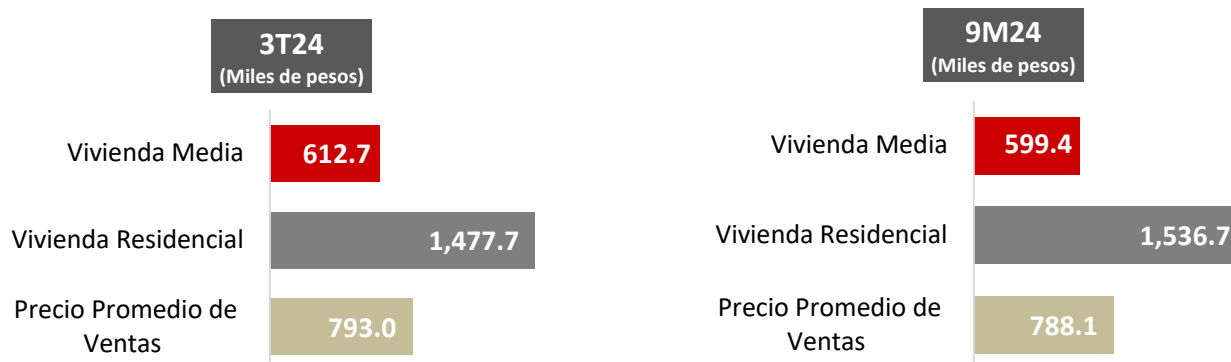 3T24
(Miles de pesos)
Vivienda Media
612.7
Vivienda Residencial
1,477.7
Precio Promedio de
Ventas
793.0
9M24
(Miles de pesos)
Vivienda Media
599.4
Vivienda Residencial
1,536.7
Precio Promedio de
Ventas
788.1